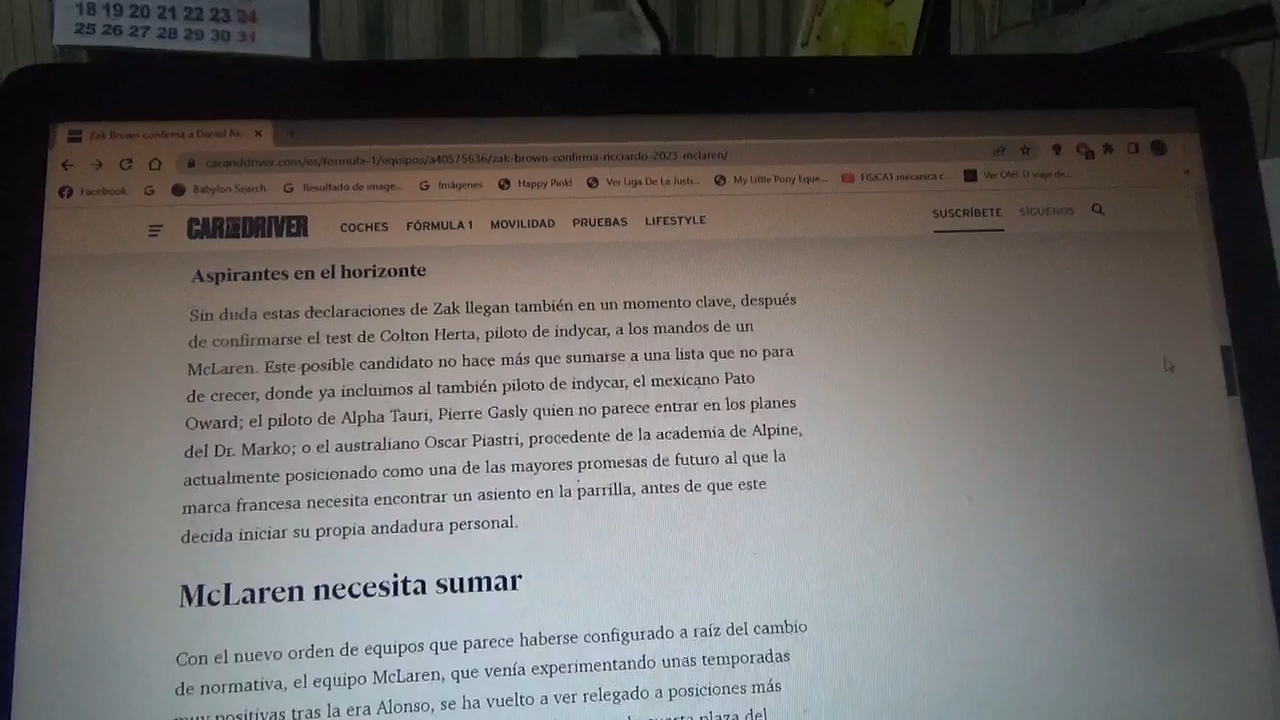 18 19 20 21 22 23 24
25 26 27 28 29 30 31
Zak Brown confirma a Daniel Ric
caranddriver.com/es/formula-1/equipos/a40575636/zak-brown-confirma-ricciardo-2023-mclaren/
Facebook
Babylon Search
Resultado de image...
Imágenes
Happy Pink!
Ver Liga De La Justi...
My Little Pony Eque...
FISICA1 mecanica c...
CAR AND DRIVER
COCHES FÓRMULA 1 MOVILIDAD PRUEBAS LIFESTYLE
SUSCRÍBETE SÍGUENOS
Aspirantes en el horizonte
Sin duda estas declaraciones de Zak llegan también en un momento clave, después
de confirmarse el test de Colton Herta, piloto de indycar, a los mandos de un
McLaren. Este posible candidato no hace más que sumarse a una lista que no para
de crecer, donde ya incluimos al también piloto de indycar, el mexicano Pato
Oward; el piloto de Alpha Tauri, Pierre Gasly quien no parece entrar en los planes
del Dr. Marko; o el australiano Oscar Piastri, procedente de la academia de Alpine,
actualmente posicionado como una de las mayores promesas de futuro al que la
marca francesa necesita encontrar un asiento en la parrilla, antes de que este
decida iniciar su propia andadura personal.
McLaren necesita sumar
Con el nuevo orden de equipos que parece haberse configurado a raíz del cambio
de normativa, el equipo McLaren, que venía experimentando unas temporadas
muy positivas tras la era Alonso, se ha vuelto a ver relegado a posiciones más
cuarta plaza del